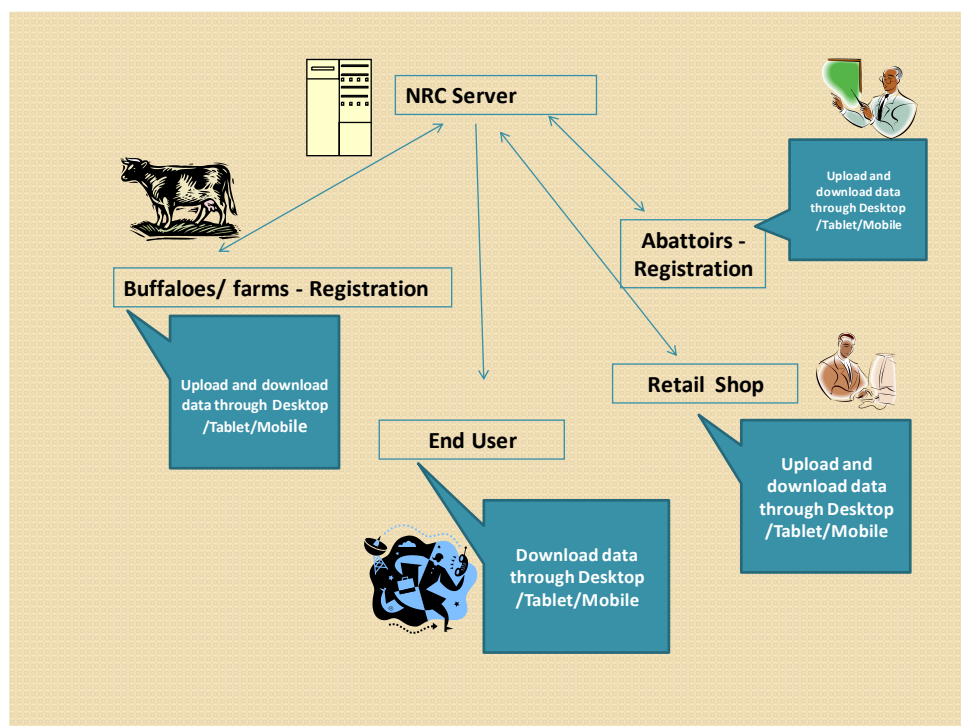 NRC Server
Upload and
download data
through Desktop
/Tablet/Mobile
Abattoirs -
Registration
Buffaloes/ farms - Registration
Upload and download
data through Desktop
/Tablet/Mobile
Retail Shop
Upload and
download data
through Desktop
/Tablet/Mobile
End User
Download data
through Desktop
/Tablet/Mobile